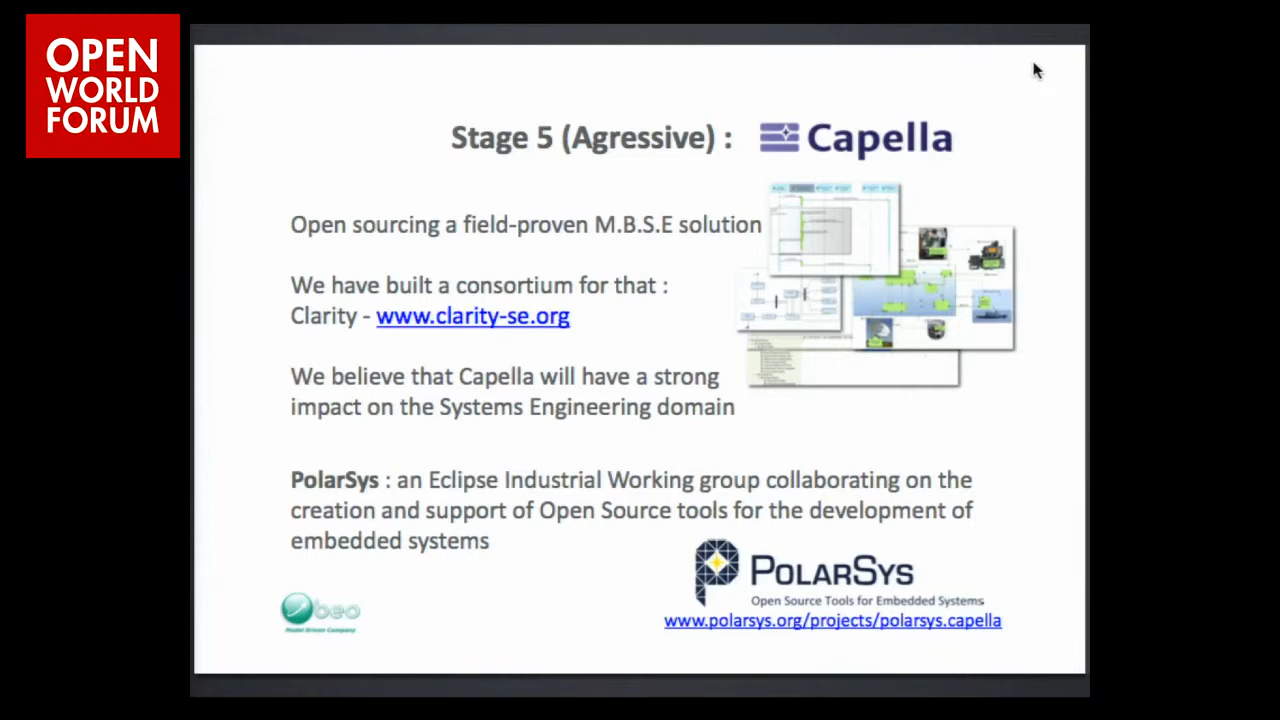 OPEN
WORLD
FORUM
Stage 5 (Agressive) :
Capella
Open sourcing a field-proven M.B.S.E solution
We have built a consortium for that :
Clarity - www.clarity-se.org
We believe that Capella will have a strong
impact on the Systems Engineering domain
PolarSys : an Eclipse Industrial Working group collaborating on the
creation and support of Open Source tools for the development of
embedded systems
POLARSYS
Open Source Tools for Embedded Systems
www.polarsys.org/projects/polarsys.capella
obeo
Model Driven Company